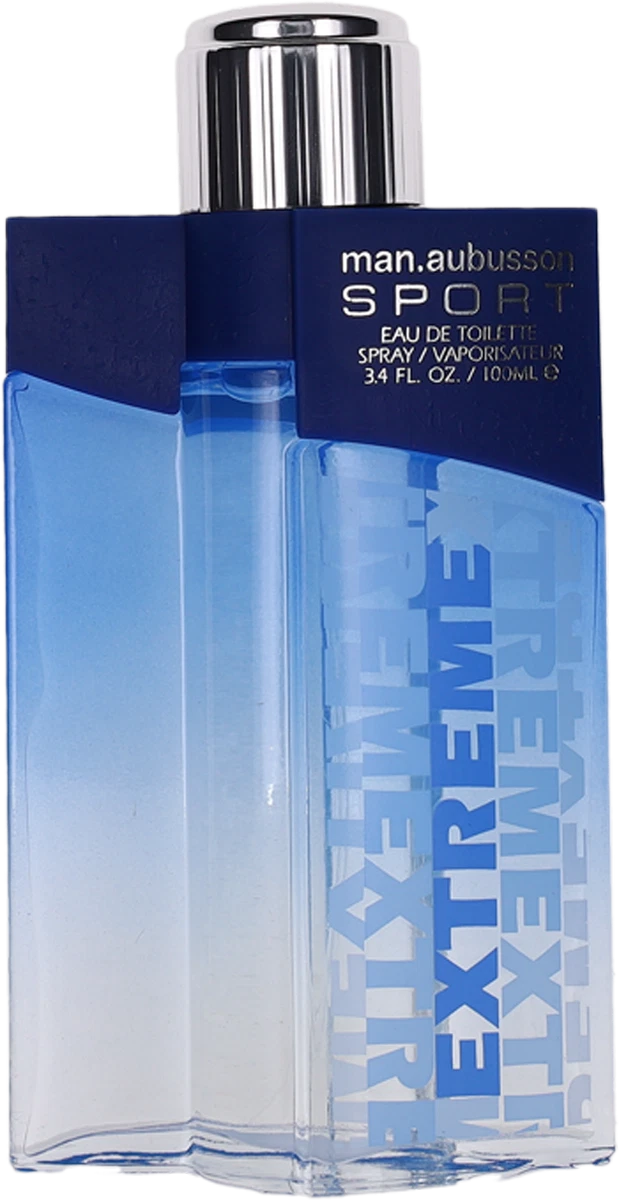 man.aubusson
SPORT
EAU DE TOILETTE
SPRAY / VAPORISATEUR
3.4 FL. OZ. / 100ML ℮
EXTREME